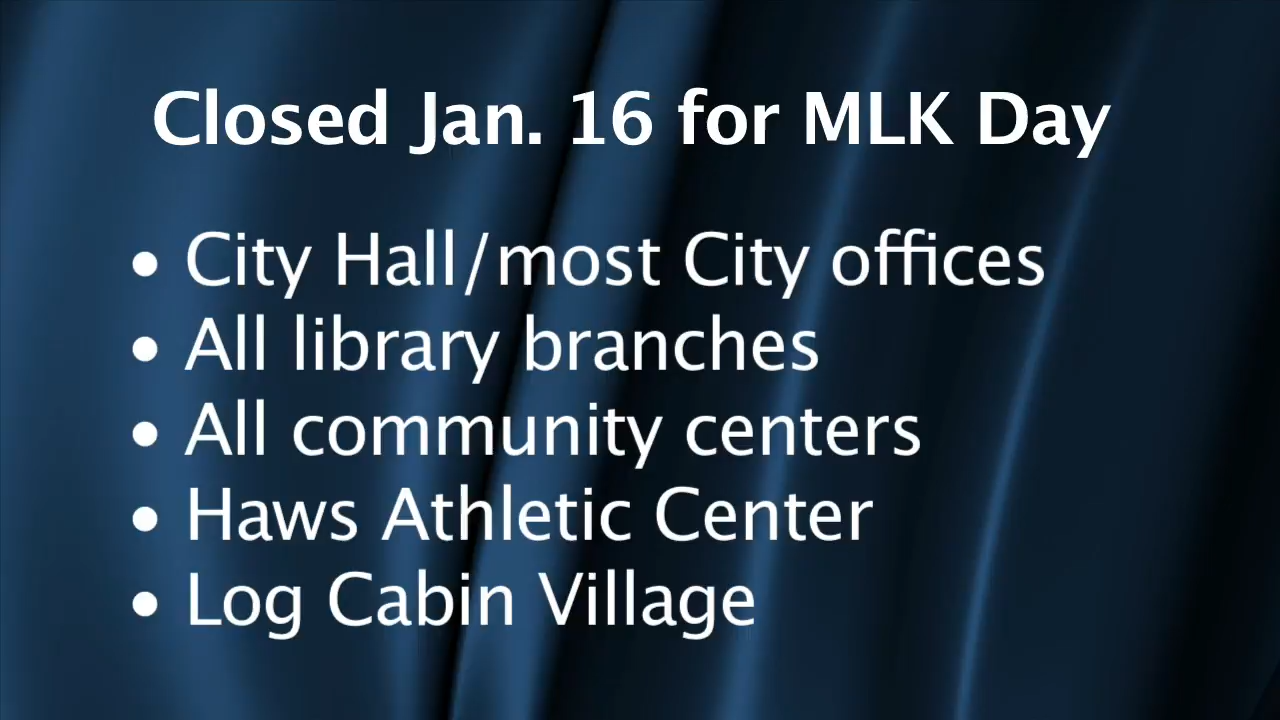 Closed Jan. 16 for MLK Day
• City Hall/most City offices
• All library branches
• All community centers
• Haws Athletic Center
• Log Cabin Village